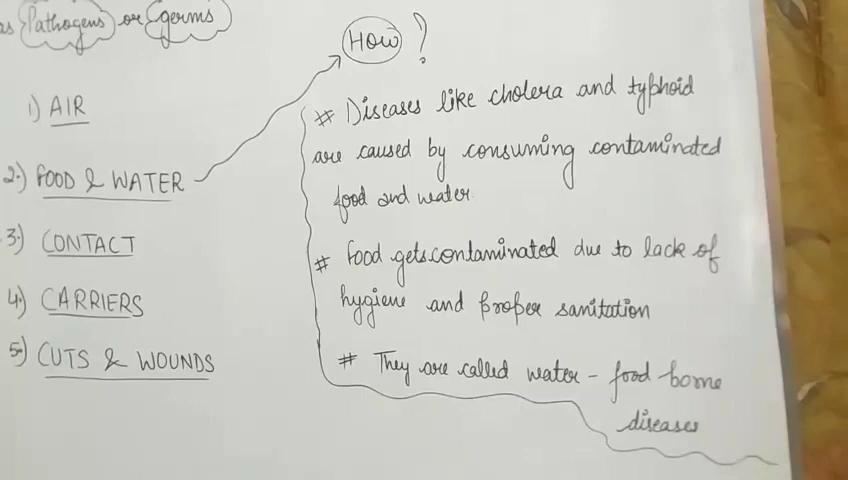 as Pathogens or germs
How ?
1) AIR
2.) FOOD & WATER
3.) CONTACT
4.) CARRIERS
5.) CUTS & WOUNDS
# Diseases like cholera and typhoid
are caused by consuming contaminated
food and water.
# Food gets contaminated due to lack of
hygiene and proper sanitation
# They are called water - food borne
diseases